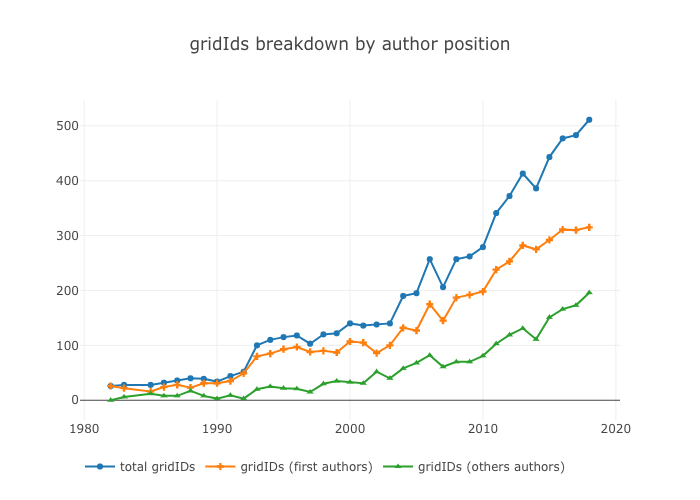 gridIds breakdown by author position
500
400
300
200
100
0
1980 1990 2000 2010 2020
total gridIDs gridIDs (first authors) gridIDs (others authors)